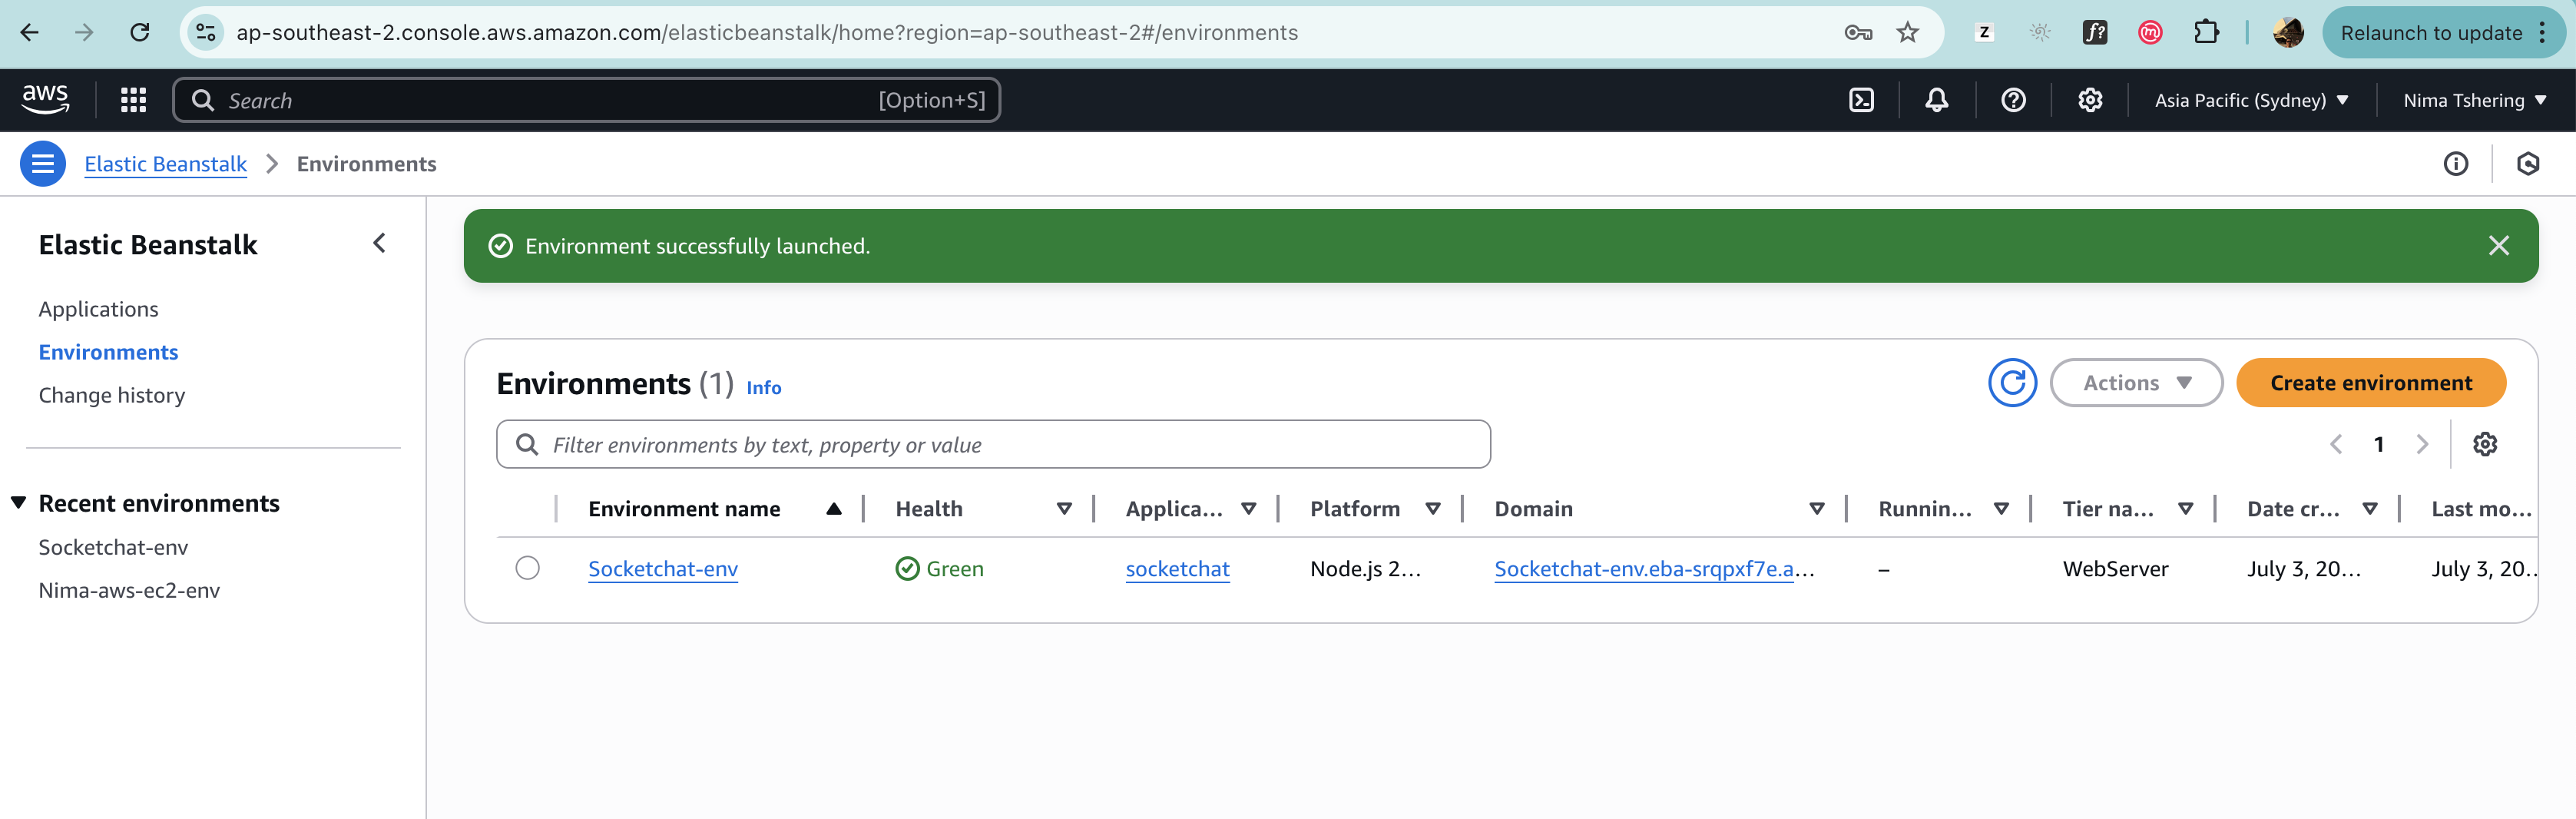 ap-southeast-2.console.aws.amazon.com/elasticbeanstalk/home?region=ap-southeast-2#/environments
Z
f?
m
Relaunch to update
aws
Search
[Option+S]
Asia Pacific (Sydney)
Nima Tshering
Elastic Beanstalk
Environments
Elastic Beanstalk
Applications
Environments
Change history
Recent environments
Socketchat-env
Nima-aws-ec2-env
Environment successfully launched.
Environments (1) Info
Actions
Create environment
Filter environments by text, property or value
1
Environment name Health Applica... Platform Domain Runnin... Tier na... Date cr... Last mo...
Socketchat-env Green socketchat Node.js 2... Socketchat-env.eba-srqpxf7e.a... – WebServer July 3, 20... July 3, 20..